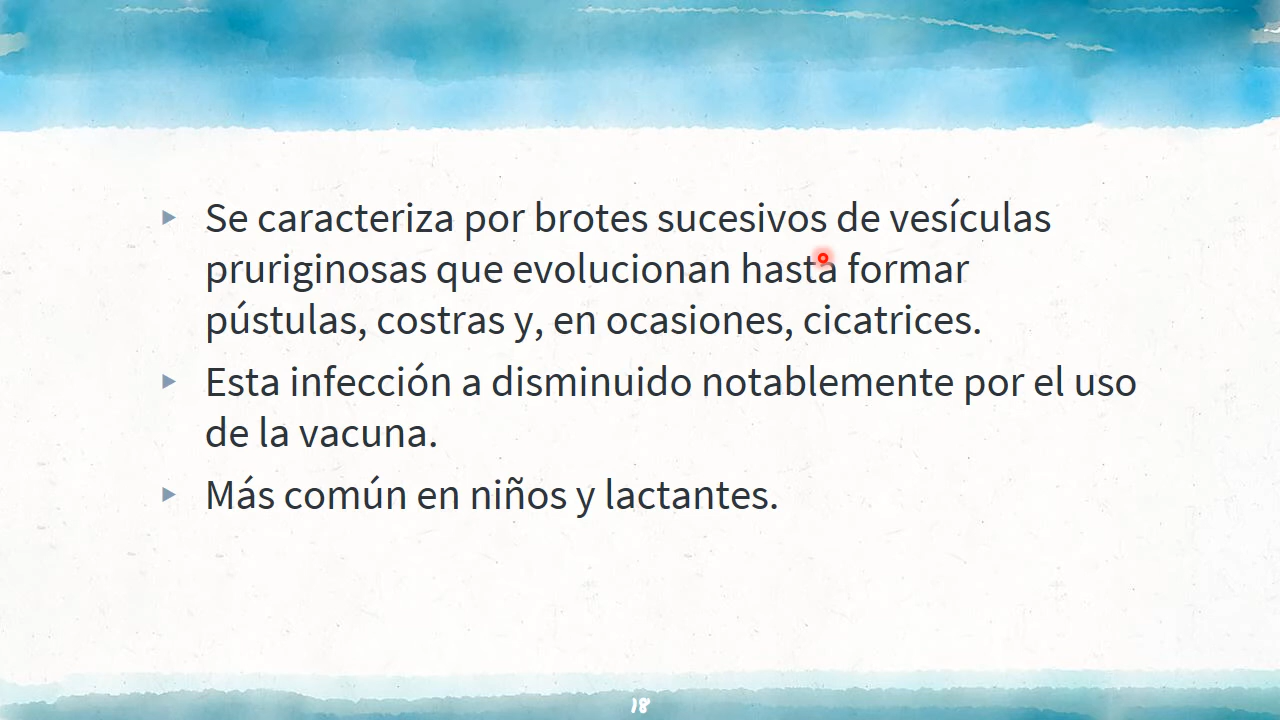 Se caracteriza por brotes sucesivos de vesículas
pruriginosas que evolucionan hasta formar
pústulas, costras y, en ocasiones, cicatrices.
Esta infección a disminuido notablemente por el uso
de la vacuna.
Más común en niños y lactantes.
18